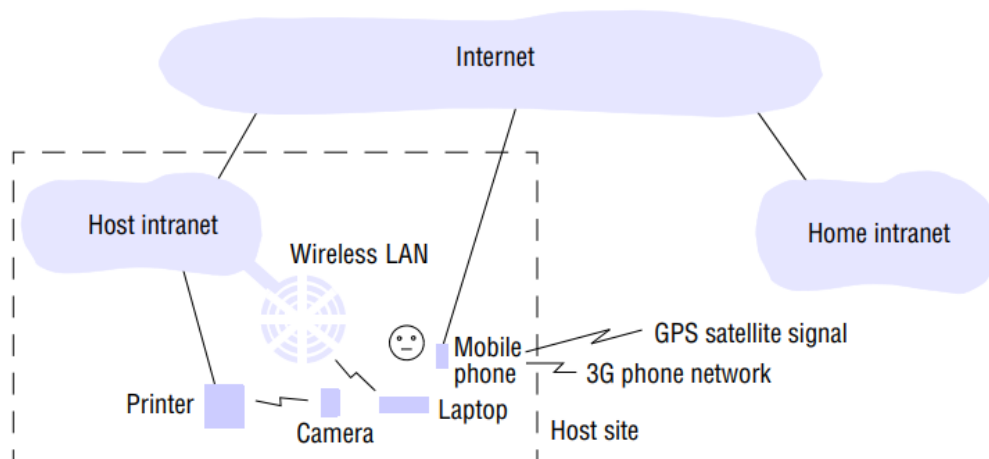 Internet
Host intranet
Home intranet
Wireless LAN
Mobile
phone
GPS satellite signal
3G phone network
Printer
Camera
Laptop
Host site